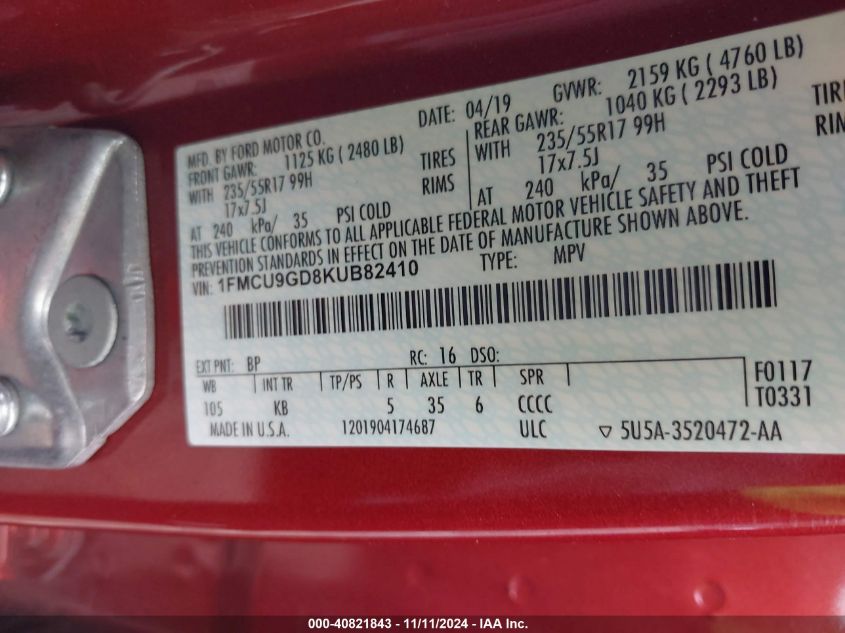 MFD. BY FORD MOTOR CO.
DATE: 04/19
GVWR: 2159 KG ( 4760 LB)
FRONT GAWR: 1125 KG ( 2480 LB)
REAR GAWR: 1040 KG ( 2293 LB)
WITH 235/55R17 99H TIRES
WITH 235/55R17 99H TIRE
17x7.5J RIMS
17x7.5J RIM
AT 240 kPa/ 35 PSI COLD
AT 240 kPa/ 35 PSI COLD
THIS VEHICLE CONFORMS TO ALL APPLICABLE FEDERAL MOTOR VEHICLE SAFETY AND THEFT
PREVENTION STANDARDS IN EFFECT ON THE DATE OF MANUFACTURE SHOWN ABOVE.
VIN: 1FMCU9GD8KUB82410
TYPE: MPV
EXT PNT: BP RC: 16 DSO:
WB INT TR TP/PS R AXLE TR SPR
105 KB 5 35 6 CCCC
F0117
T0331
MADE IN U.S.A. 1201904174687 ULC ▽ 5U5A-3520472-AA
000-40821843 - 11/11/2024 - IAA Inc.